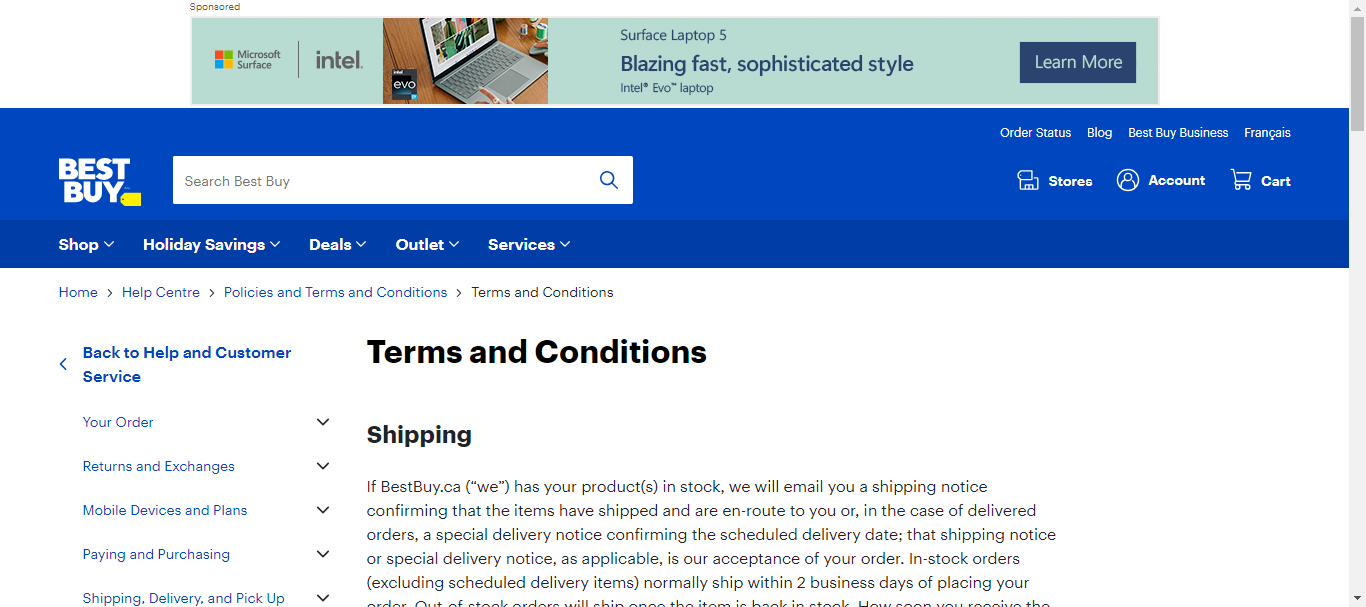 Sponsored
Microsoft
Surface
intel.
intel
evo
Surface Laptop 5
Blazing fast, sophisticated style
Intel® Evo™ laptop
Learn More
Order Status Blog Best Buy Business Français
BEST
BUY
Search Best Buy
Stores Account Cart
Shop Holiday Savings Deals Outlet Services
Home > Help Centre > Policies and Terms and Conditions > Terms and Conditions
Back to Help and Customer
Service
Your Order
Returns and Exchanges
Mobile Devices and Plans
Paying and Purchasing
Shipping, Delivery, and Pick Up
Terms and Conditions
Shipping
If BestBuy.ca (“we”) has your product(s) in stock, we will email you a shipping notice
confirming that the items have shipped and are en-route to you or, in the case of delivered
orders, a special delivery notice confirming the scheduled delivery date; that shipping notice
or special delivery notice, as applicable, is our acceptance of your order. In-stock orders
(excluding scheduled delivery items) normally ship within 2 business days of placing your
order. Out-of-stock orders will ship once the item is back in stock. How soon you receive the